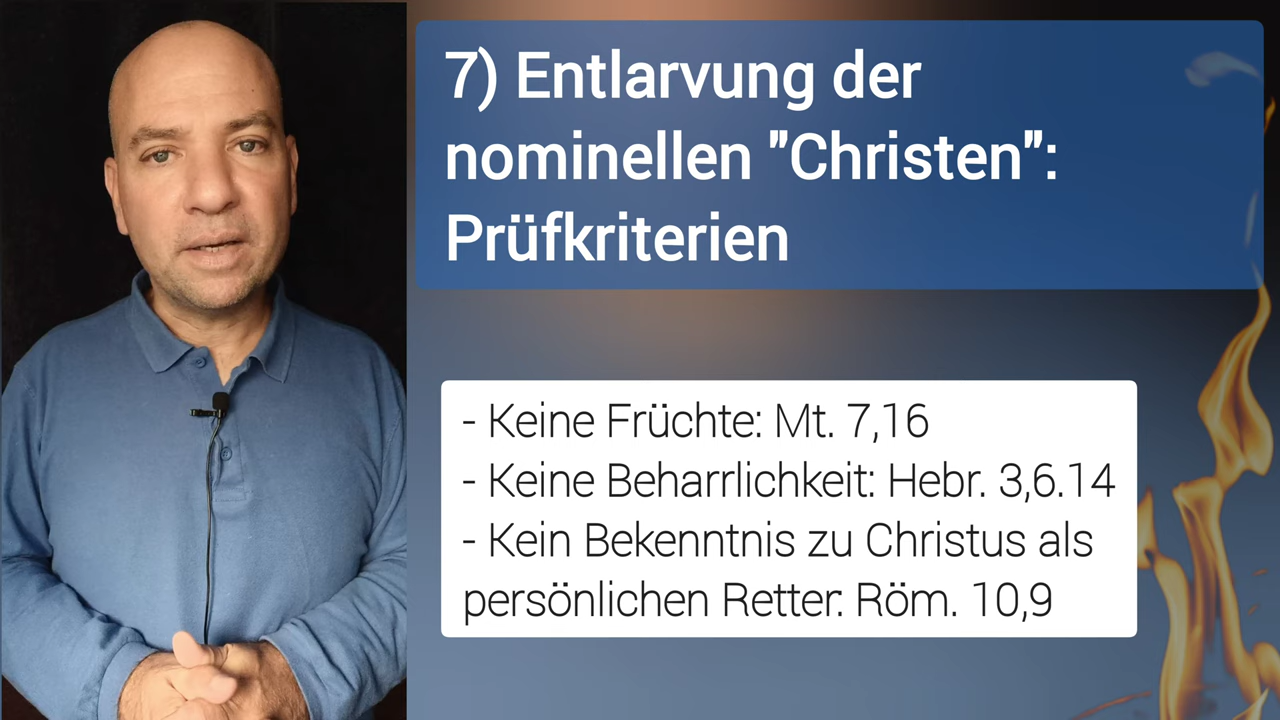 7) Entlarvung der
nominellen "Christen":
Prüfkriterien
- Keine Früchte: Mt. 7,16
- Keine Beharrlichkeit: Hebr. 3,6.14
- Kein Bekenntnis zu Christus als
persönlichen Retter: Röm. 10,9